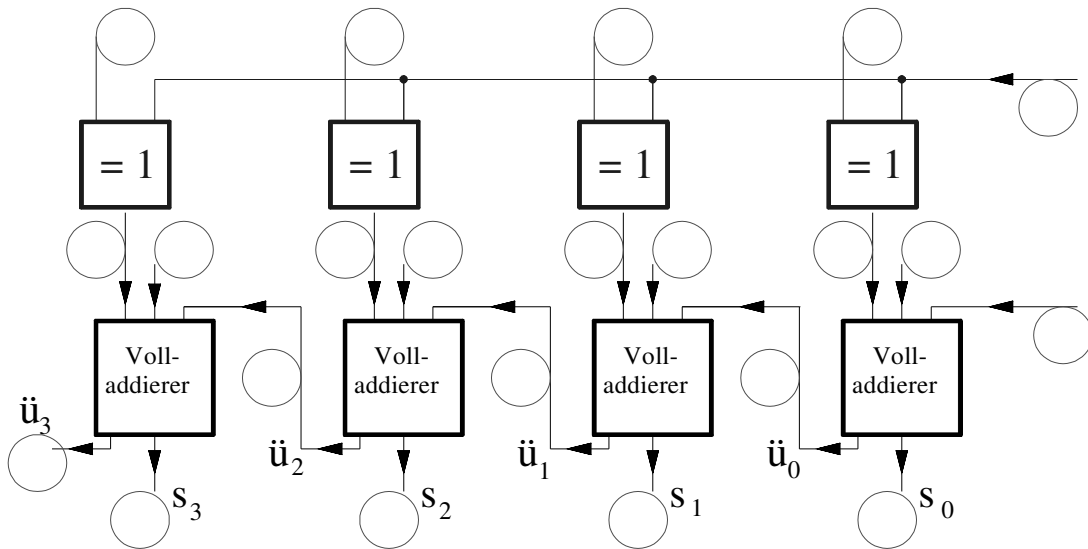 = 1 = 1 = 1 = 1
Voll- Voll- Voll- Voll-
addierer addierer addierer addierer
ü3 ü2 ü1 ü0
s3 s2 s1 s0